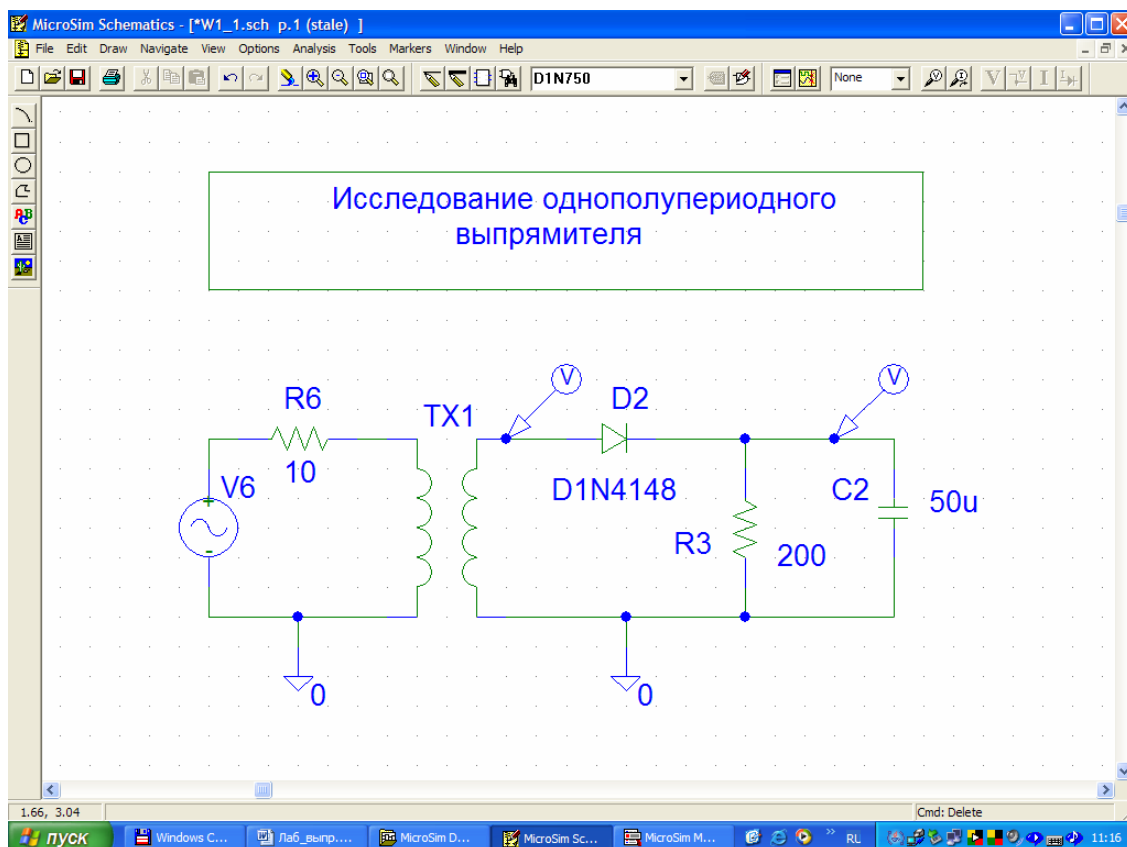 MicroSim Schematics - [*W1_1.sch p.1 (stale) ]
File Edit Draw Navigate View Options Analysis Tools Markers Window Help
D1N750 None
Исследование однополупериодного
выпрямителя
V V
R6 TX1 D2
10 V6 D1N4148 C2 50u
R3 200
0 0
1.66, 3.04 Cmd: Delete
пуск Windows C... Лаб_выпр.... MicroSim D... MicroSim Sc... MicroSim M... RL 11:16